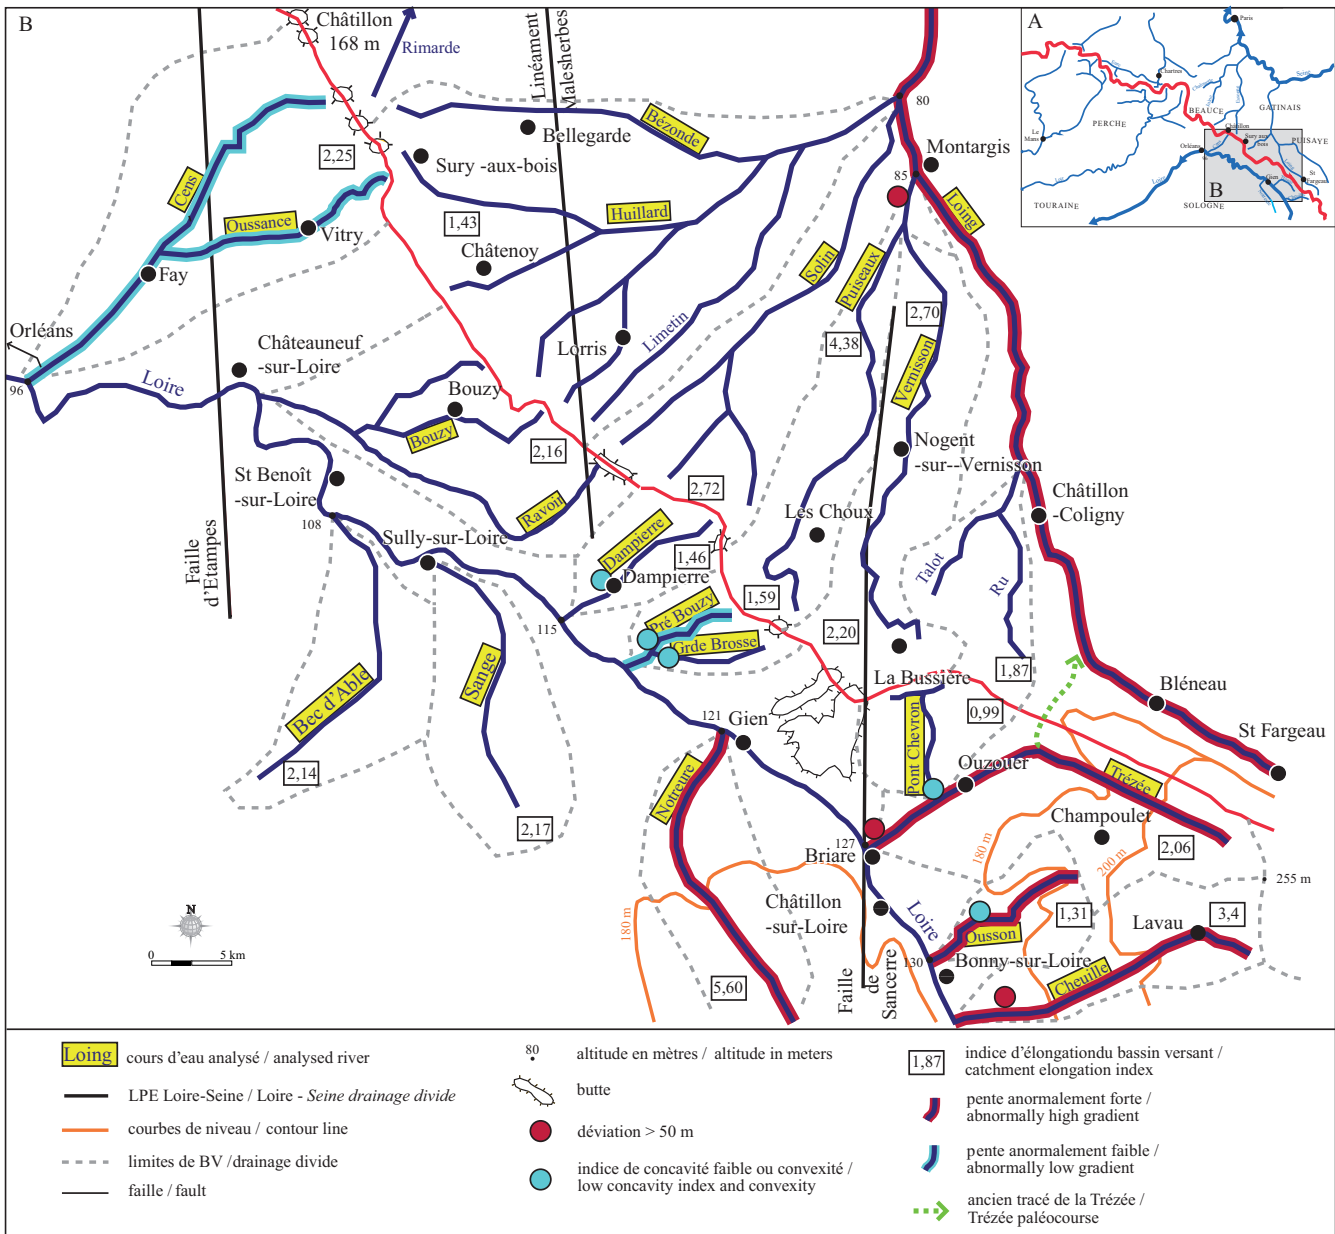 B
Châtillon
168 m
Rimarde
Linéament
Malesherbes
Bellegarde
Bézonde
80
Montargis
85
Loing
2,25
Sury -aux-bois
Cens
Oussance
Vitry
1,43
Huillard
Châtenoy
Fay
Solin
Puiseaux
2,70
Orléans
Châteauneuf
-sur-Loire
Lorris
Limetin
4,38
Vernisson
96
Loire
Bouzy
Bouzy
2,16
Nogent
-sur--Vernisson
St Benoît
-sur-Loire
108
Ravoir
2,72
Les Choux
Châtillon
-Coligny
Sully-sur-Loire
Faille
d'Etampes
Dampierre
1,46
Dampierre
Talot
Ru
1,59
115
Pré Bouzy
Grde Brosse
2,20
La Bussière
1,87
Bec d'Able
Sange
121
Gien
0,99
Bléneau
St Fargeau
2,14
Notreure
Pont Chevron
Ouzouer
Trézée
2,17
Champoulet
127
Briare
180 m
200 m
2,06
255 m
N
0
5 km
180 m
Châtillon
-sur-Loire
Loire
1,31
Ousson
Lavau
3,4
130
Bonny-sur-Loire
Cheuille
5,60
Faille
de
Sancerre
A
Paris
Seine
Chartres
BEAUCE
GATINAIS
PERCHE
Le
Mans
Châtillon
Sury aux
bois
PUISAYE
Orléans
Gien
St
Fargeau
B
Loir
Loire
TOURAINE
SOLOGNE
Loing
cours d'eau analysé / analysed river
LPE Loire-Seine / Loire - Seine drainage divide
courbes de niveau / contour line
limites de BV /drainage divide
faille / fault
80
altitude en mètres / altitude in meters
butte
déviation > 50 m
indice de concavité faible ou convexité /
low concavity index and convexity
1,87
indice d'élongationdu bassin versant /
catchment elongation index
pente anormalement forte /
abnormally high gradient
pente anormalement faible /
abnormally low gradient
ancien tracé de la Trézée /
Trézée paléocourse